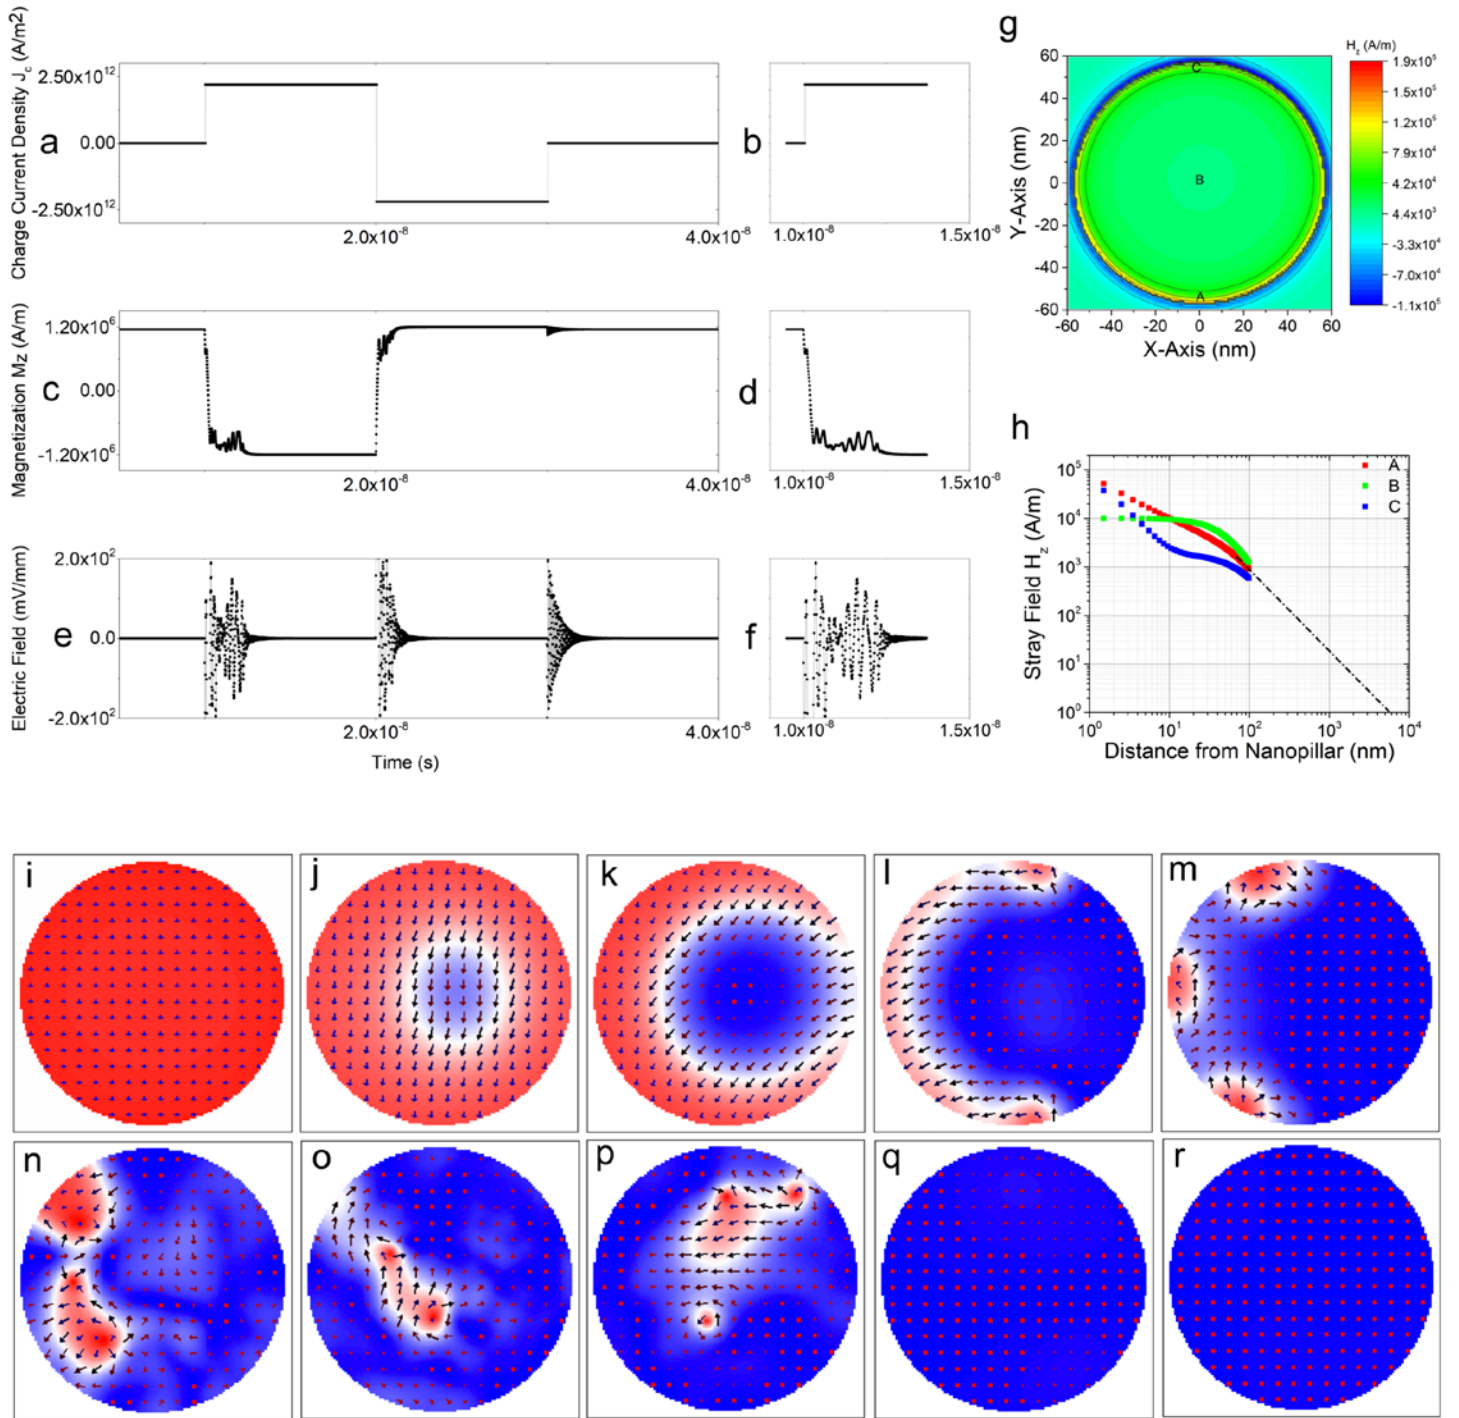 a
Charge Current Density J_c (A/m2)
2.50x10^12
0.00
-2.50x10^12
2.0x10^-8
4.0x10^-8
b
1.0x10^-8
1.5x10^-8
c
Magnetization Mz (A/m)
1.20x10^6
0.00
-1.20x10^6
2.0x10^-8
4.0x10^-8
d
1.0x10^-8
1.5x10^-8
e
Electric Field (mV/mm)
2.0x10^2
0.0
-2.0x10^2
2.0x10^-8
4.0x10^-8
Time (s)
f
1.0x10^-8
1.5x10^-8
g
H_z (A/m)
60
40
20
0
-20
-40
-60
Y-Axis (nm)
C
B
A
-60
-40
-20
0
20
40
60
X-Axis (nm)
1.9x10^5
1.5x10^5
1.2x10^5
7.9x10^4
4.2x10^4
4.4x10^3
-3.3x10^4
-7.0x10^4
-1.1x10^5
h
Stray Field H_z (A/m)
10^5
10^4
10^3
10^2
10^1
10^0
A
B
C
10^0
10^1
10^2
10^3
10^4
Distance from Nanopillar (nm)
i
j
k
l
m
n
o
p
q
r